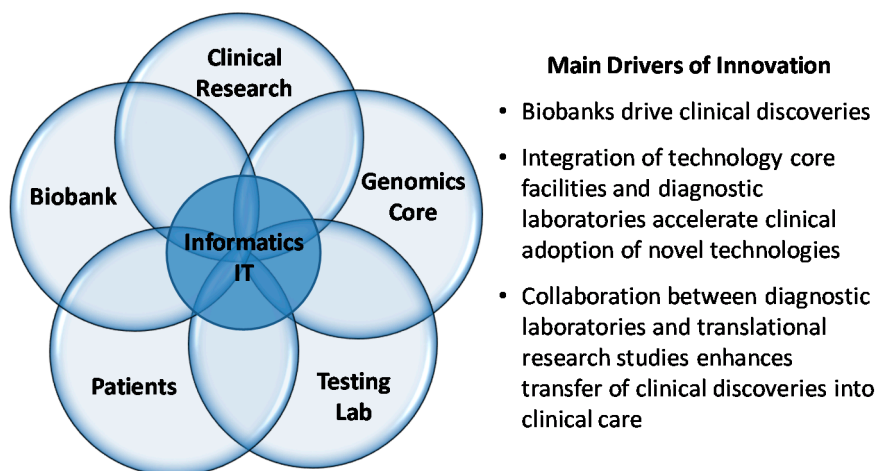 Clinical
Research
Biobank
Genomics
Core
Informatics
IT
Patients
Testing
Lab
Main Drivers of Innovation
• Biobanks drive clinical discoveries
• Integration of technology core
facilities and diagnostic
laboratories accelerate clinical
adoption of novel technologies
• Collaboration between diagnostic
laboratories and translational
research studies enhances
transfer of clinical discoveries into
clinical care